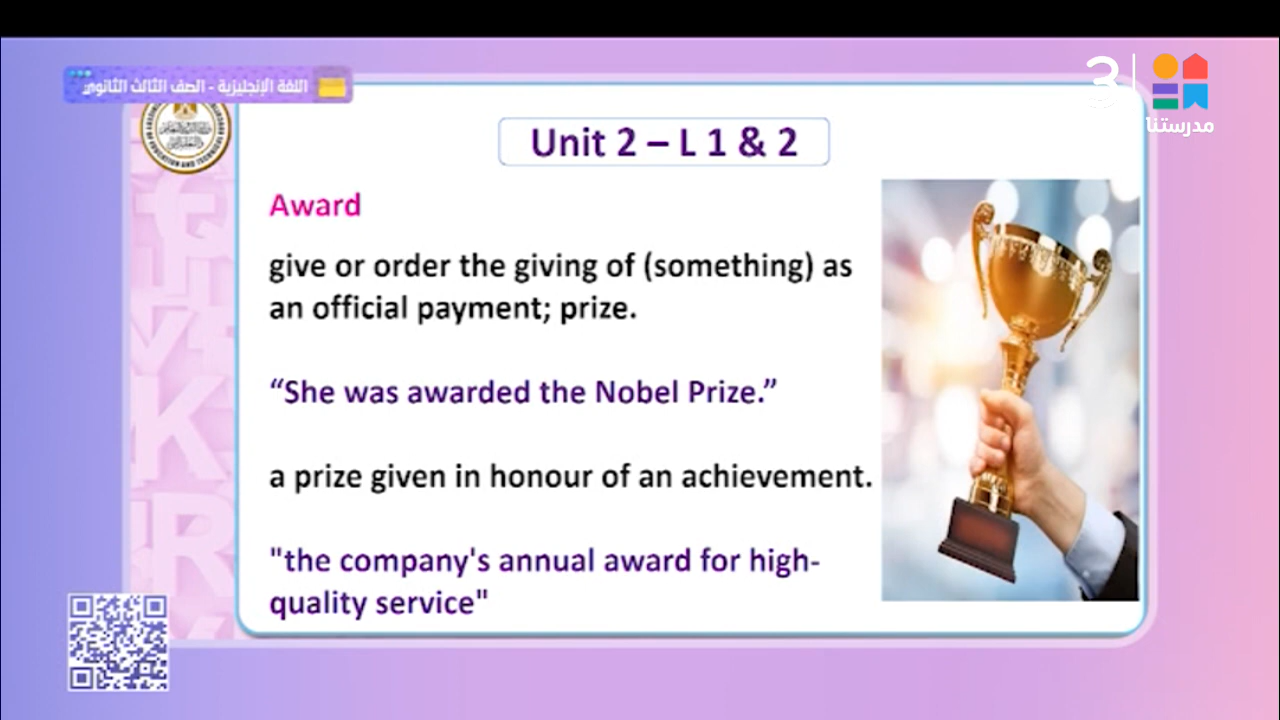 اللغة الإنجليزية - الصف الثالث الثانوي
3
مدرستنا
Unit 2 – L 1 & 2
Award
give or order the giving of (something) as
an official payment; prize.
“She was awarded the Nobel Prize.”
a prize given in honour of an achievement.
"the company's annual award for high-
quality service"